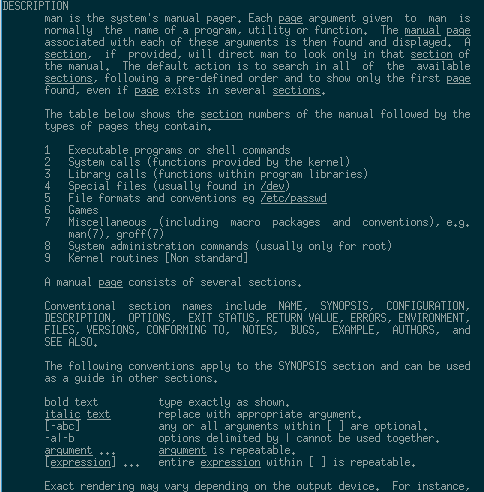 DESCRIPTION
man is the system's manual pager. Each page argument given to man is
normally the name of a program, utility or function. The manual page
associated with each of these arguments is then found and displayed. A
section, if provided, will direct man to look only in that section of
the manual. The default action is to search in all of the available
sections, following a pre-defined order and to show only the first page
found, even if page exists in several sections.
The table below shows the section numbers of the manual followed by the
types of pages they contain.
1 Executable programs or shell commands
2 System calls (functions provided by the kernel)
3 Library calls (functions within program libraries)
4 Special files (usually found in /dev)
5 File formats and conventions eg /etc/passwd
6 Games
7 Miscellaneous (including macro packages and conventions), e.g.
man(7), groff(7)
8 System administration commands (usually only for root)
9 Kernel routines [Non standard]
A manual page consists of several sections.
Conventional section names include NAME, SYNOPSIS, CONFIGURATION,
DESCRIPTION, OPTIONS, EXIT STATUS, RETURN VALUE, ERRORS, ENVIRONMENT,
FILES, VERSIONS, CONFORMING TO, NOTES, BUGS, EXAMPLE, AUTHORS, and
SEE ALSO.
The following conventions apply to the SYNOPSIS section and can be used
as a guide in other sections.
bold text type exactly as shown.
italic text replace with appropriate argument.
[-abc] any or all arguments within [ ] are optional.
-a|-b options delimited by | cannot be used together.
argument ... argument is repeatable.
[expression] ... entire expression within [ ] is repeatable.
Exact rendering may vary depending on the output device. For instance,